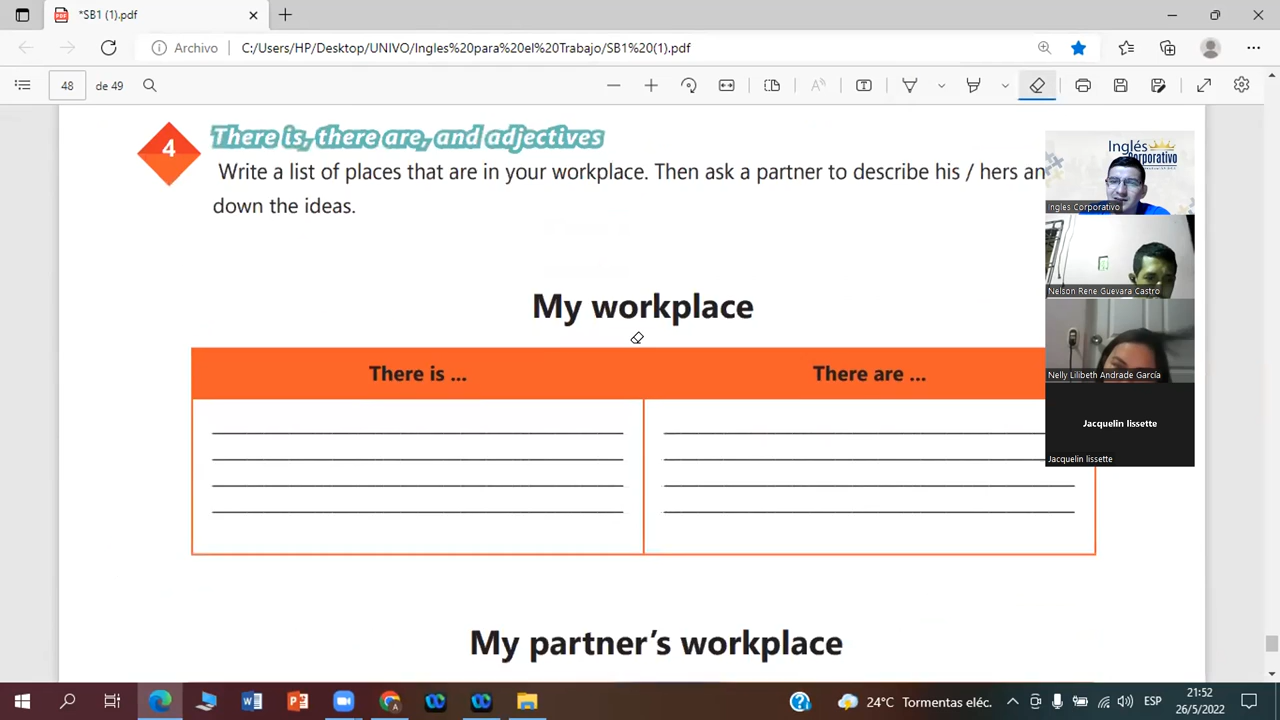 *SB1 (1).pdf
Archivo
C:/Users/HP/Desktop/UNIVO/Ingles%20para%20el%20Trabajo/SB1%20(1).pdf
48 de 49
4
There is, there are, and adjectives
Write a list of places that are in your workplace. Then ask a partner to describe his / hers an
down the ideas.
Inglés
Corporativo
Ingles Corporativo
Nelson Rene Guevara Castro
Nelly Lilibeth Andrade García
Jacquelin lissette
Jacquelin lissette
My workplace
There is ...
There are ...
My partner's workplace
24°C Tormentas eléc.
ESP
21:52
26/5/2022